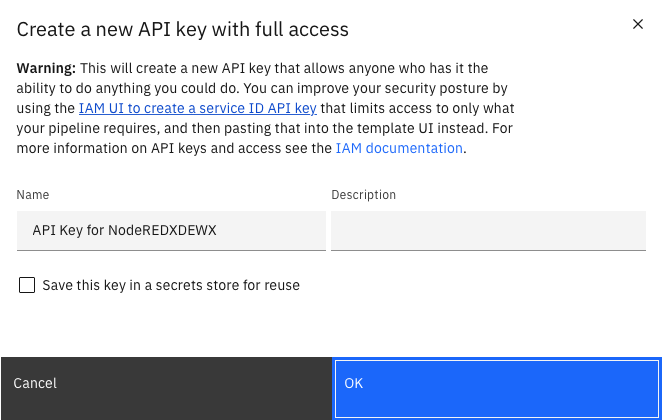 Create a new API key with full access
Warning: This will create a new API key that allows anyone who has it the
ability to do anything you could do. You can improve your security posture by
using the IAM UI to create a service ID API key that limits access to only what
your pipeline requires, and then pasting that into the template UI instead. For
more information on API keys and access see the IAM documentation.
Name
Description
API Key for NodeREDXDEWX
Save this key in a secrets store for reuse
Cancel
OK